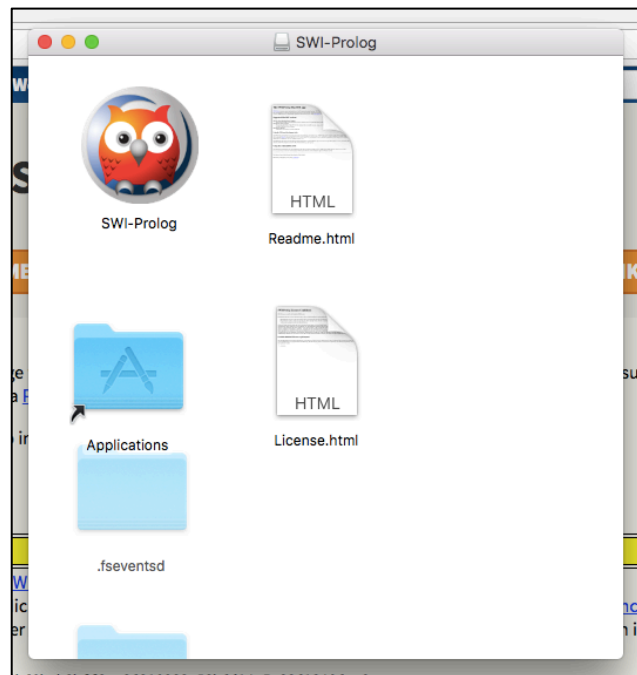 SWI-Prolog
SWI-Prolog
HTML
Readme.html
HTML
Applications
License.html
.fseventsd